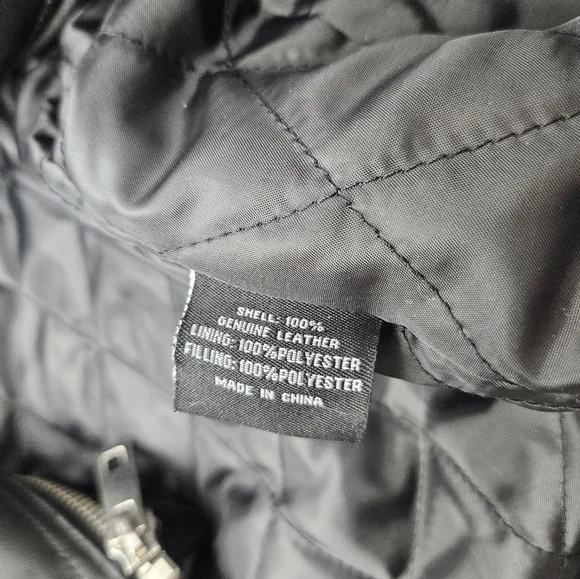 SHELL: 100%
GENUINE LEATHER
LINING: 100%POLYESTER
FILLING: 100%POLYESTER
MADE IN CHINA